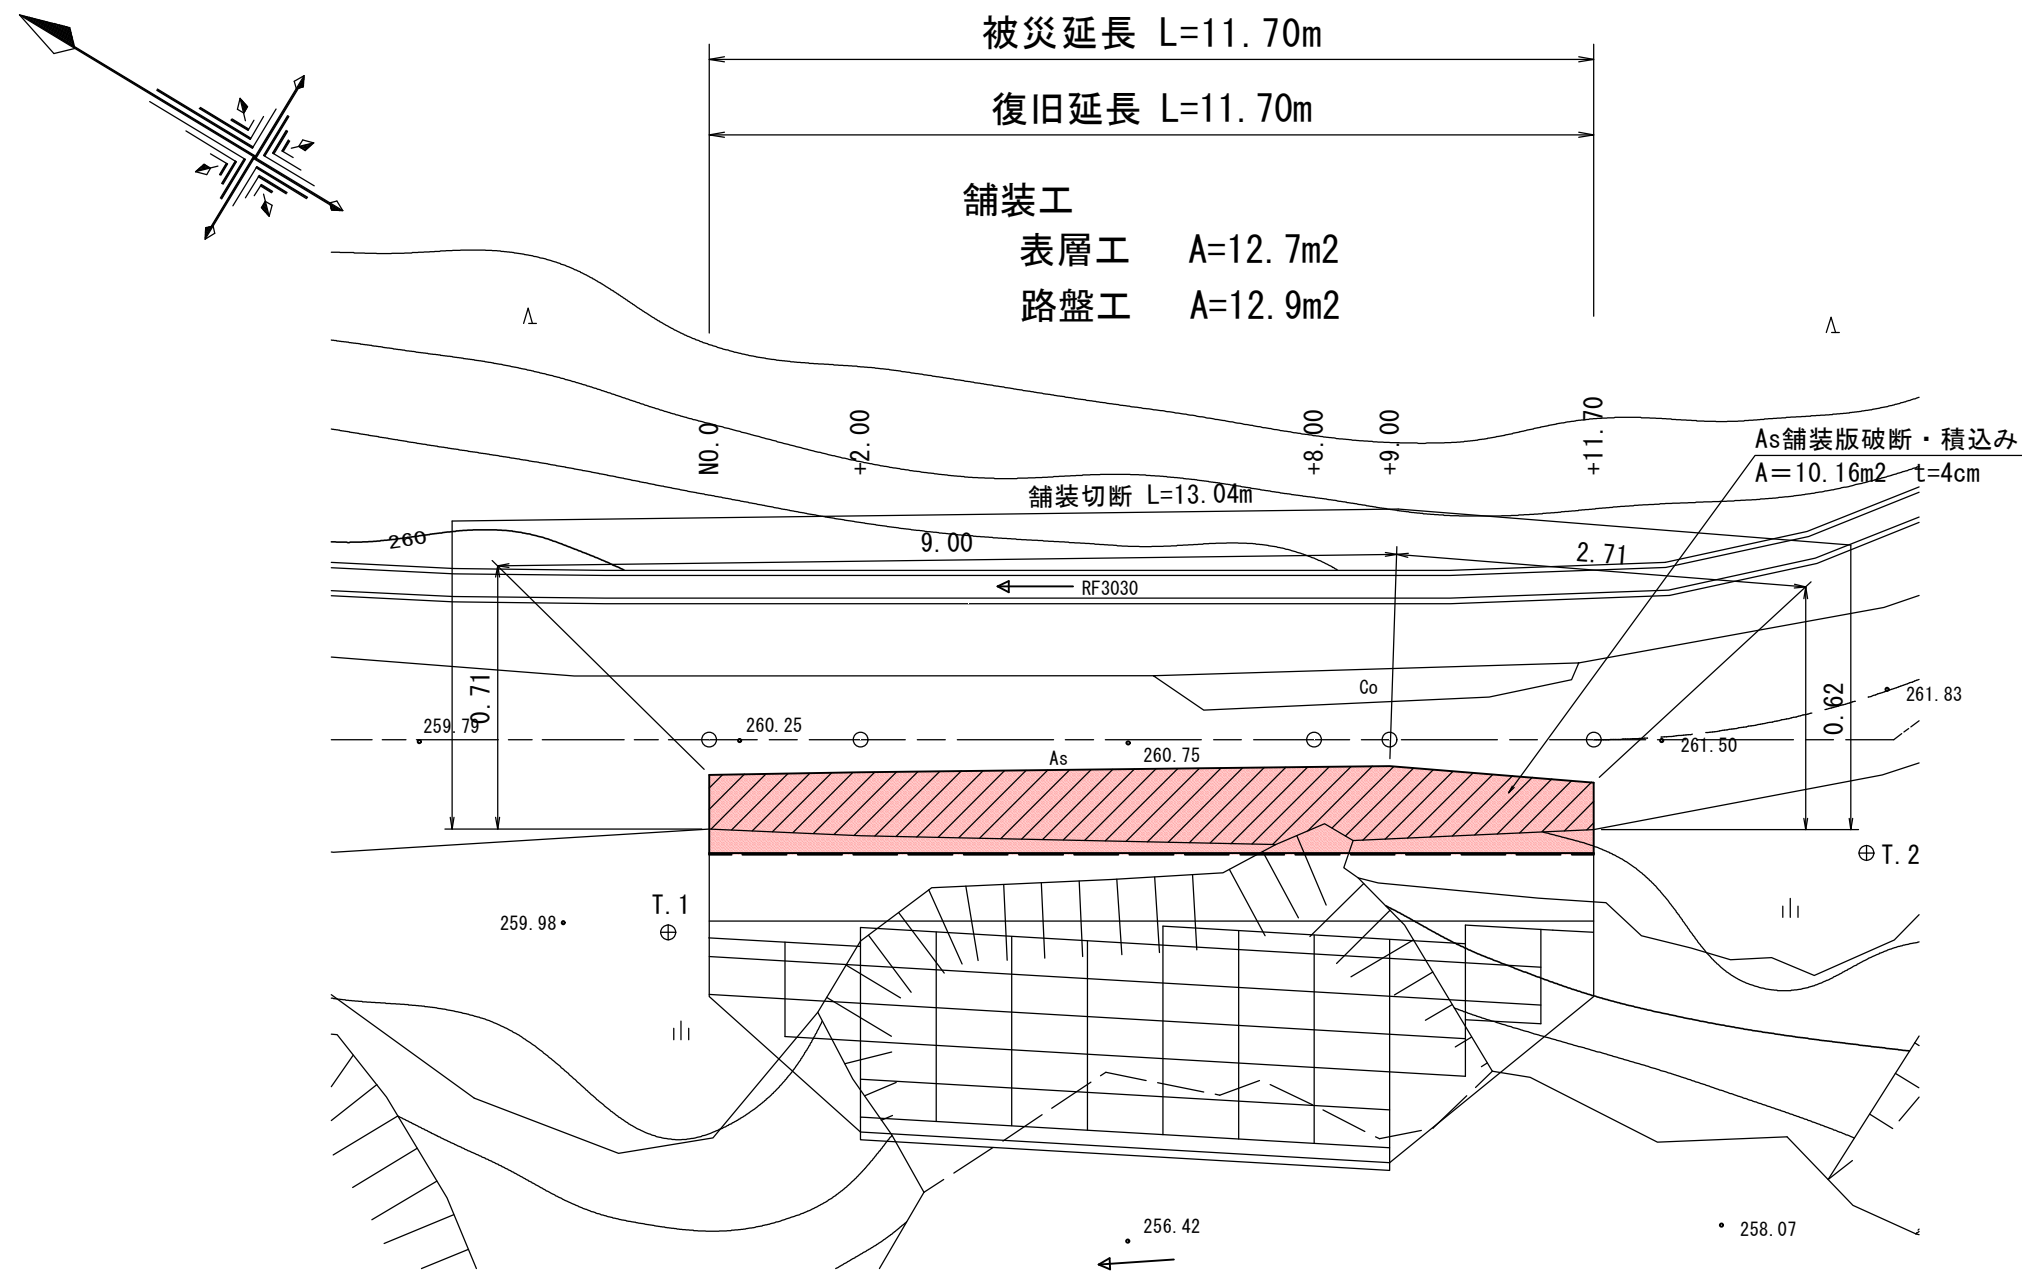 被災延長 L=11.70m
復旧延長 L=11.70m
舗装工
表層工 A=12.7m2
路盤工 A=12.9m2
NO.0
+2.00
+8.00
+9.00
+11.70
As舗装版破断・積込み
A=10.16m2 t=4cm
舗装切断 L=13.04m
260
9.00
2.71
RF3030
0.71
Co
0.62
261.83
259.79
260.25
As
260.75
261.50
T.1
T.2
259.98
256.42
258.07